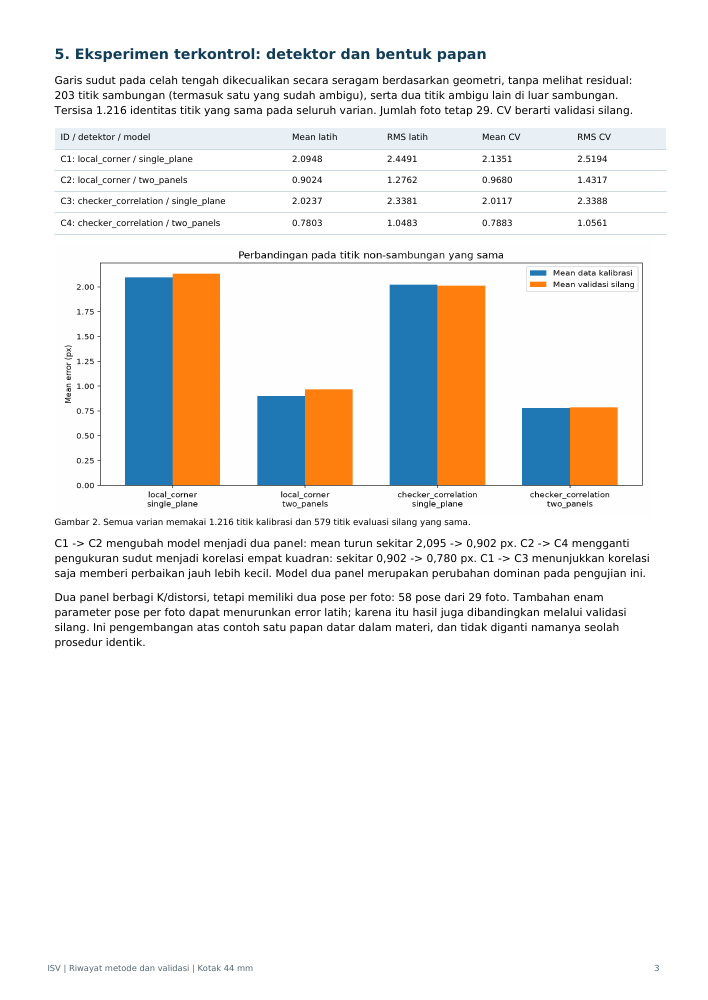 5. Eksperimen terkontrol: detektor dan bentuk papan
Garis sudut pada celah tengah dikecualikan secara seragam berdasarkan geometri, tanpa melihat residual:
203 titik sambungan (termasuk satu yang sudah ambigu), serta dua titik ambigu lain di luar sambungan.
Tersisa 1.216 identitas titik yang sama pada seluruh varian. Jumlah foto tetap 29. CV berarti validasi silang.
ID / detektor / model Mean latih RMS latih Mean CV RMS CV
C1: local_corner / single_plane 2.0948 2.4491 2.1351 2.5194
C2: local_corner / two_panels 0.9024 1.2762 0.9680 1.4317
C3: checker_correlation / single_plane 2.0237 2.3381 2.0117 2.3388
C4: checker_correlation / two_panels 0.7803 1.0483 0.7883 1.0561
Perbandingan pada titik non-sambungan yang sama
Mean data kalibrasi
Mean validasi silang
Mean error (px)
2.00
1.75
1.50
1.25
1.00
0.75
0.50
0.25
0.00
local_corner local_corner checker_correlation checker_correlation
single_plane two_panels single_plane two_panels
Gambar 2. Semua varian memakai 1.216 titik kalibrasi dan 579 titik evaluasi silang yang sama.
C1 -> C2 mengubah model menjadi dua panel: mean turun sekitar 2,095 -> 0,902 px. C2 -> C4 mengganti
pengukuran sudut menjadi korelasi empat kuadran: sekitar 0,902 -> 0,780 px. C1 -> C3 menunjukkan korelasi
saja memberi perbaikan jauh lebih kecil. Model dua panel merupakan perubahan dominan pada pengujian ini.
Dua panel berbagi K/distorsi, tetapi memiliki dua pose per foto: 58 pose dari 29 foto. Tambahan enam
parameter pose per foto dapat menurunkan error latih; karena itu hasil juga dibandingkan melalui validasi
silang. Ini pengembangan atas contoh satu papan datar dalam materi, dan tidak diganti namanya seolah
prosedur identik.
ISV | Riwayat metode dan validasi | Kotak 44 mm 3